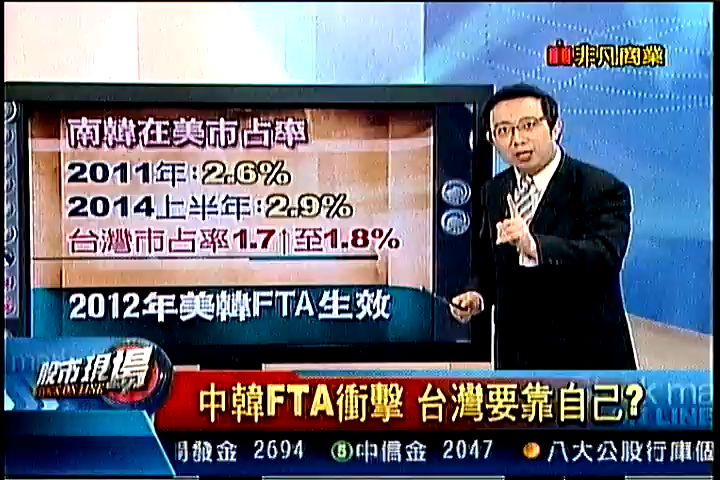 非凡商業
南韓在美市占率
2011年:2.6%
2014上半年:2.9%
台灣市占率1.7 至1.8%
2012年美韓FTA生效
股市現場
中韓FTA衝擊 台灣要靠自己?
發金 2694 中信金 2047 八大公股行庫個